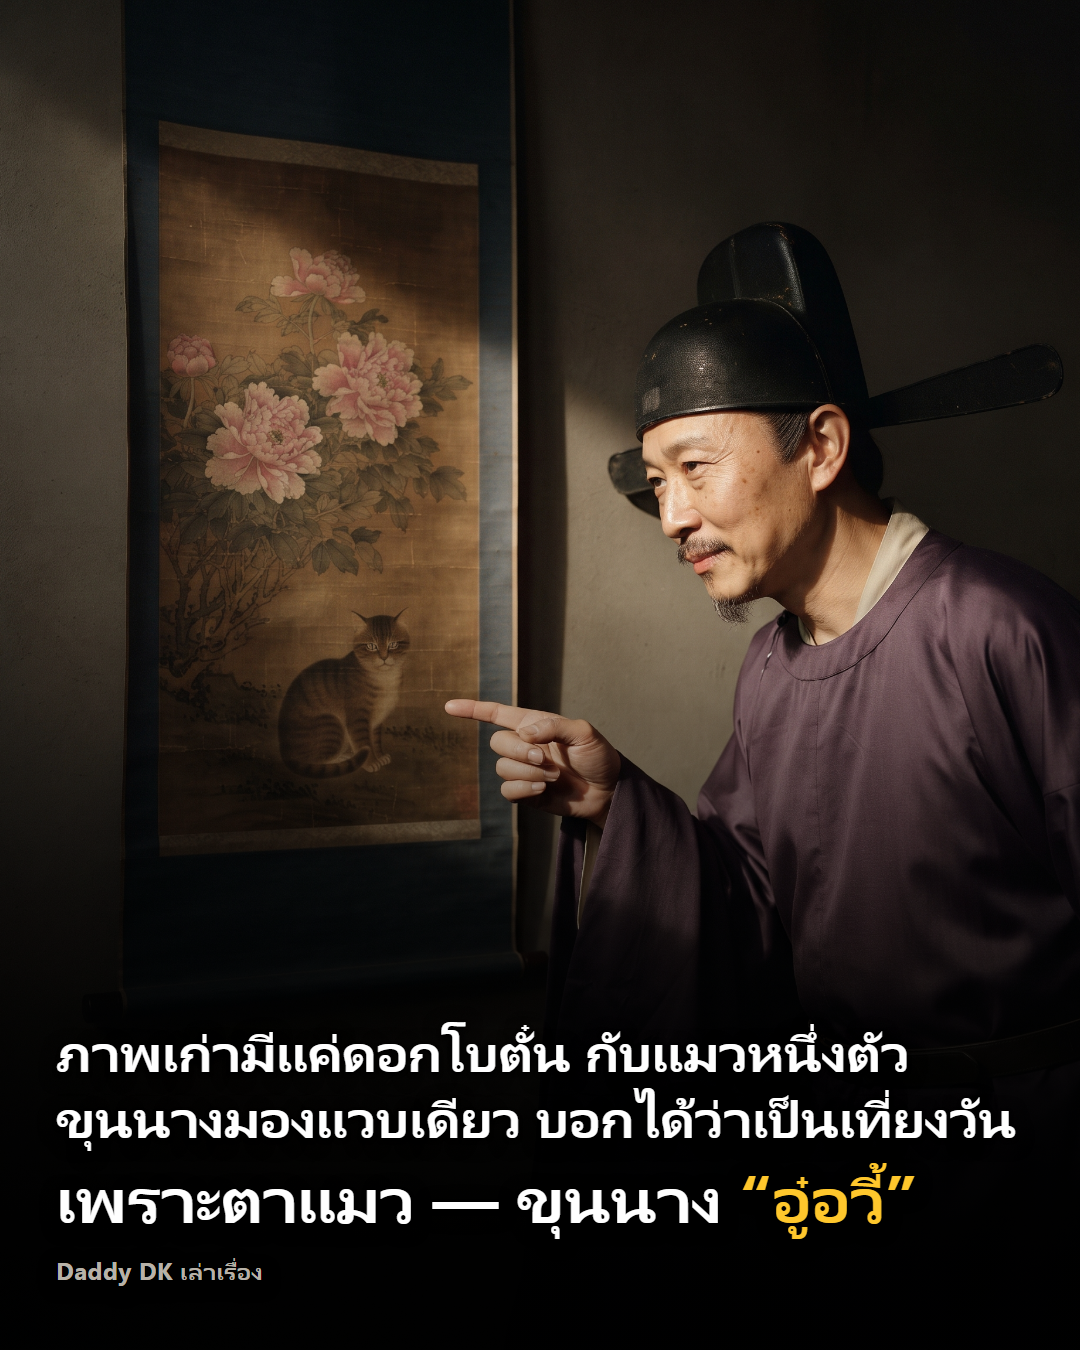 ภาพเก่ามีแค่ดอกโบตั๋น กับแมวหนึ่งตัว
ขุนนางมองแวบเดียว บอกได้ว่าเป็นเที่ยงวัน
เพราะตาแมว — ขุนนาง “อู๋อวี้”
Daddy DK เล่าเรื่อง